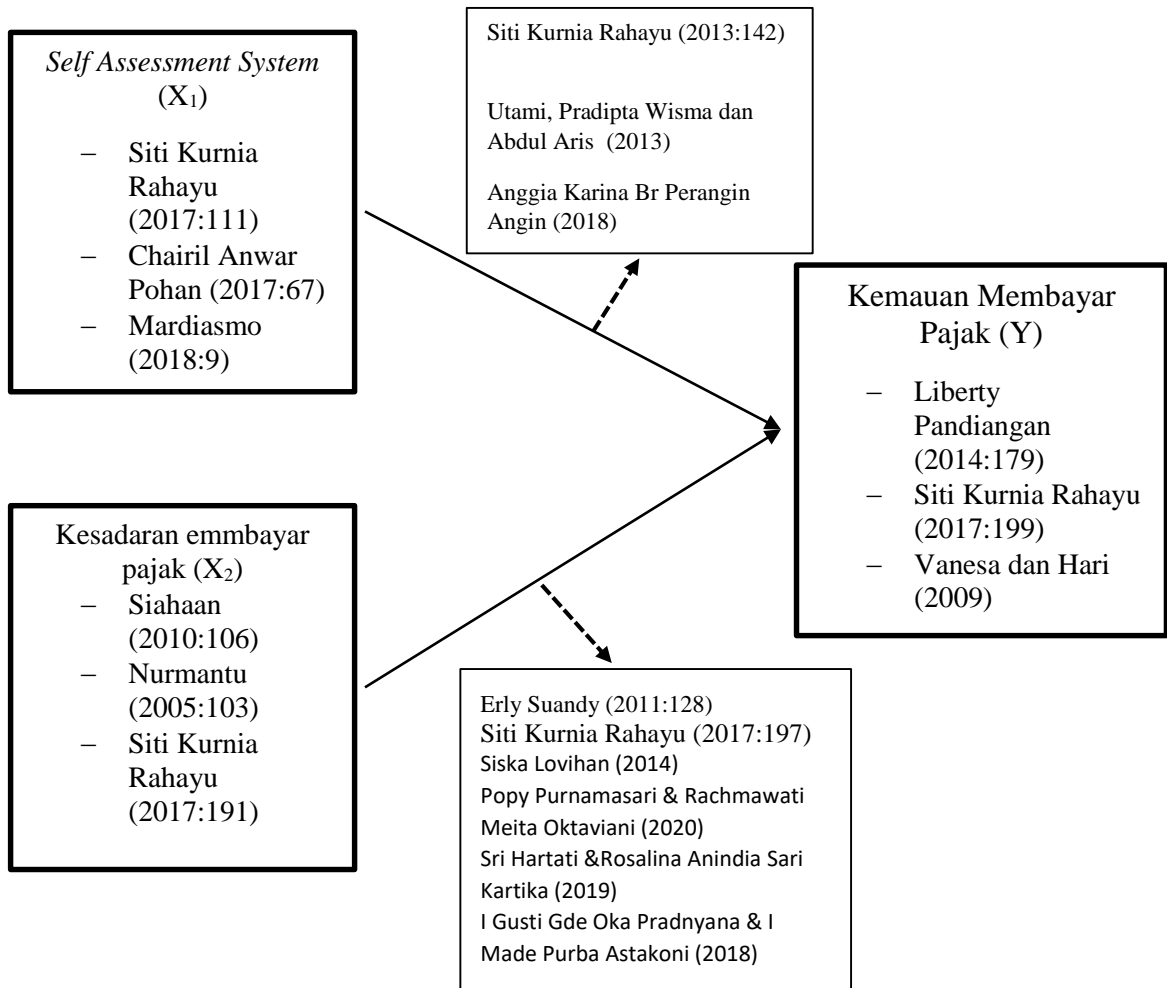 Self Assessment System
(X₁)
– Siti Kurnia
Rahayu
(2017:111)
– Chairil Anwar
Pohan (2017:67)
– Mardiasmo
(2018:9)
Siti Kurnia Rahayu (2013:142)
Utami, Pradipta Wisma dan
Abdul Aris (2013)
Anggia Karina Br Perangin
Angin (2018)
Kemauan Membayar
Pajak (Y)
– Liberty
Pandiangan
(2014:179)
– Siti Kurnia Rahayu
(2017:199)
– Vanesa dan Hari
(2009)
Kesadaran emmbayar
pajak (X₂)
– Siahaan
(2010:106)
– Nurmantu
(2005:103)
– Siti Kurnia
Rahayu
(2017:191)
Erly Suandy (2011:128)
Siti Kurnia Rahayu (2017:197)
Siska Lovihan (2014)
Popy Purnamasari & Rachmawati
Meita Oktaviani (2020)
Sri Hartati &Rosalina Anindia Sari
Kartika (2019)
I Gusti Gde Oka Pradnyana & I
Made Purba Astakoni (2018)